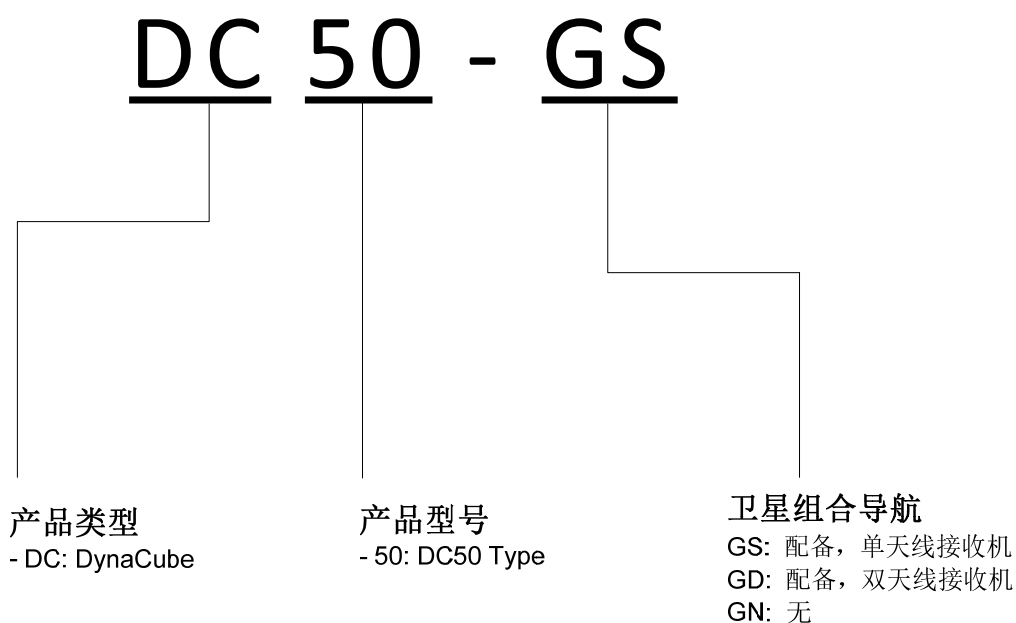 DC50-GS
产品类型
- DC: DynaCube
产品型号
- 50: DC50 Type
卫星组合导航
GS: 配备，单天线接收机
GD: 配备，双天线接收机
GN: 无